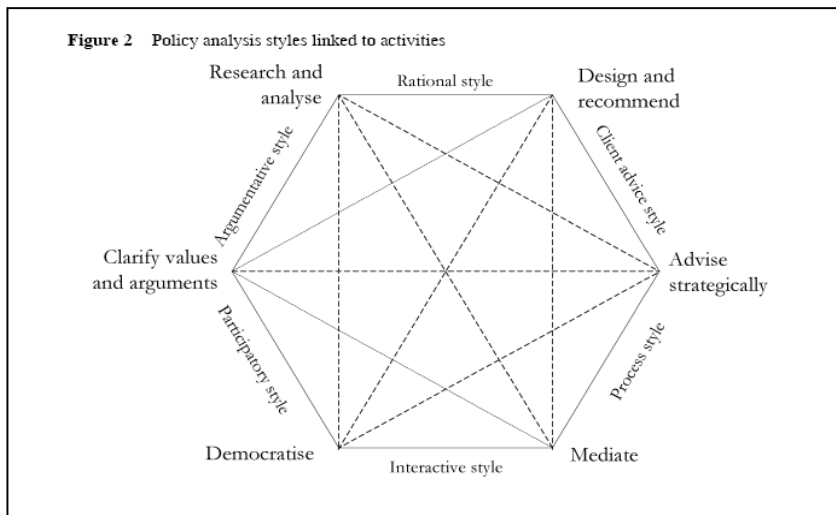 Figure 2 Policy analysis styles linked to activities
Research and
analyse
Rational style
Design and
recommend
Argumentative style
Client advice style
Clarify values
and arguments
Advise
strategically
Participatory style
Process style
Democratise
Interactive style
Mediate